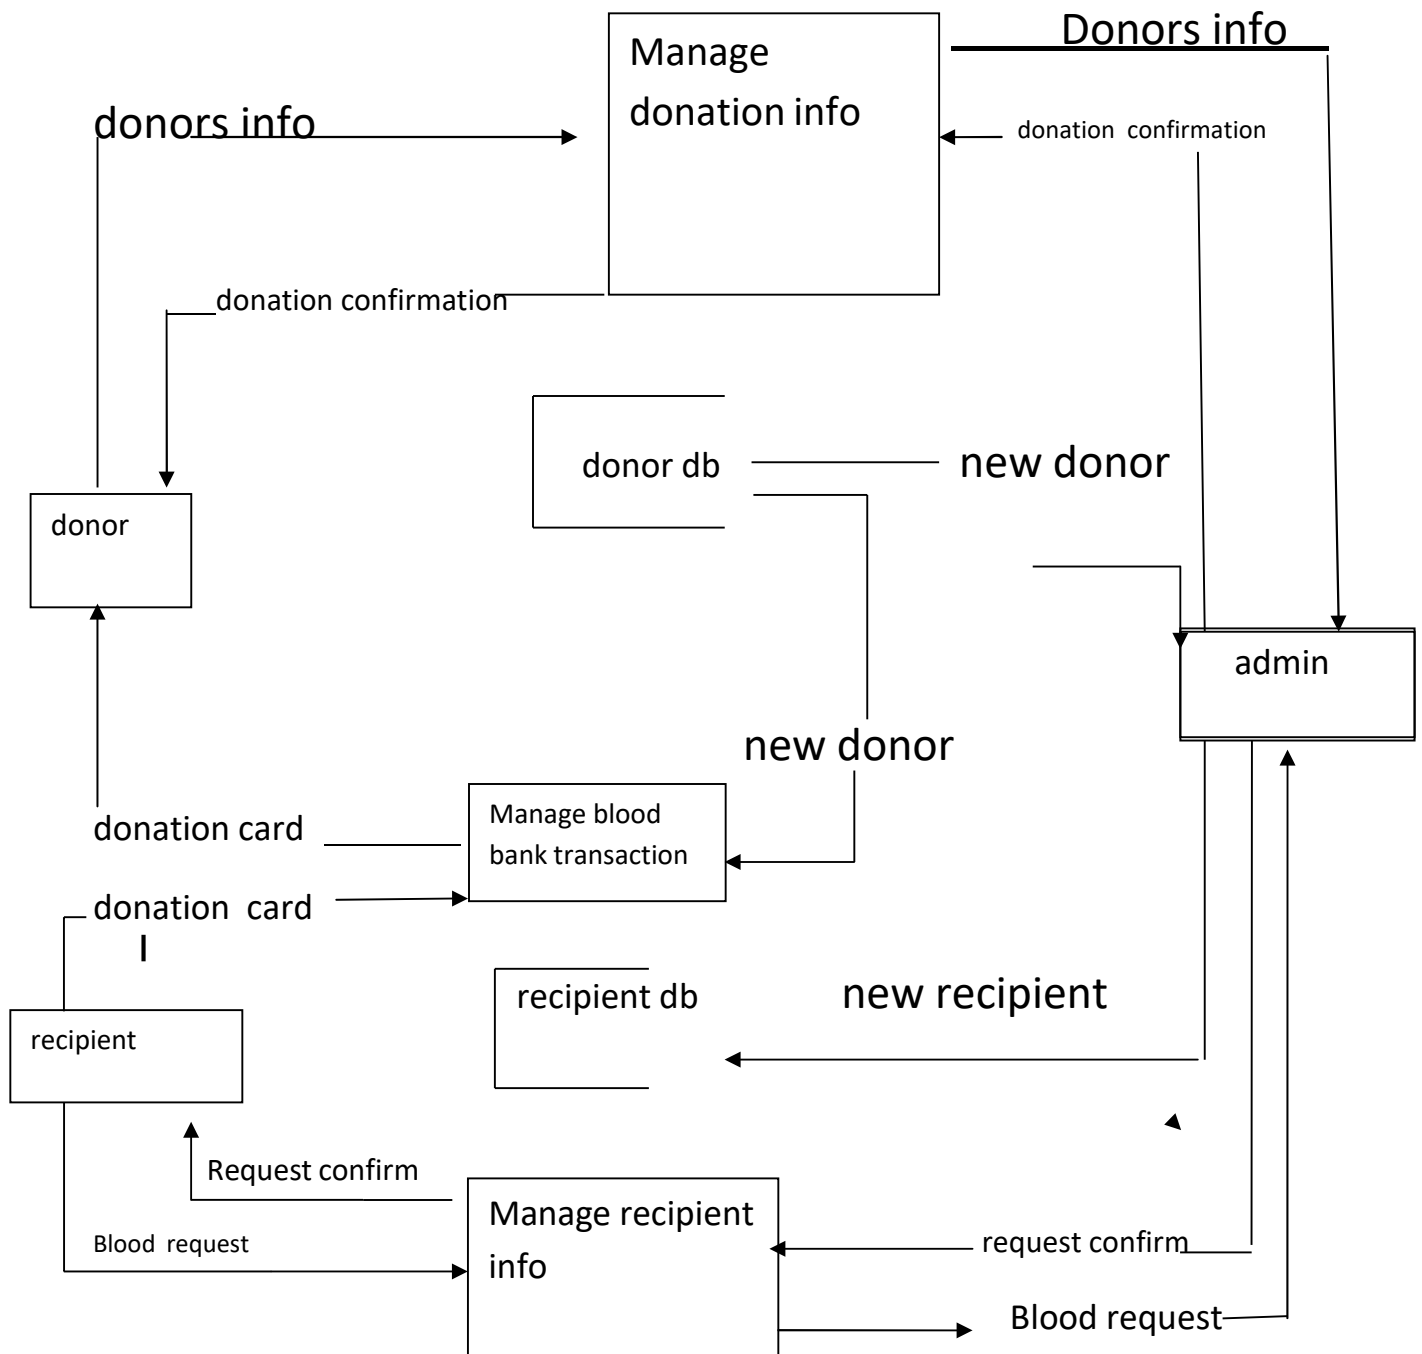 Donors info
Manage
donation info
donors info
donation confirmation
donation confirmation
donor db
new donor
donor
admin
new donor
Manage blood
bank transaction
donation card
donation card
recipient db
new recipient
recipient
Request confirm
Manage recipient
info
Blood request
request confirm
Blood request